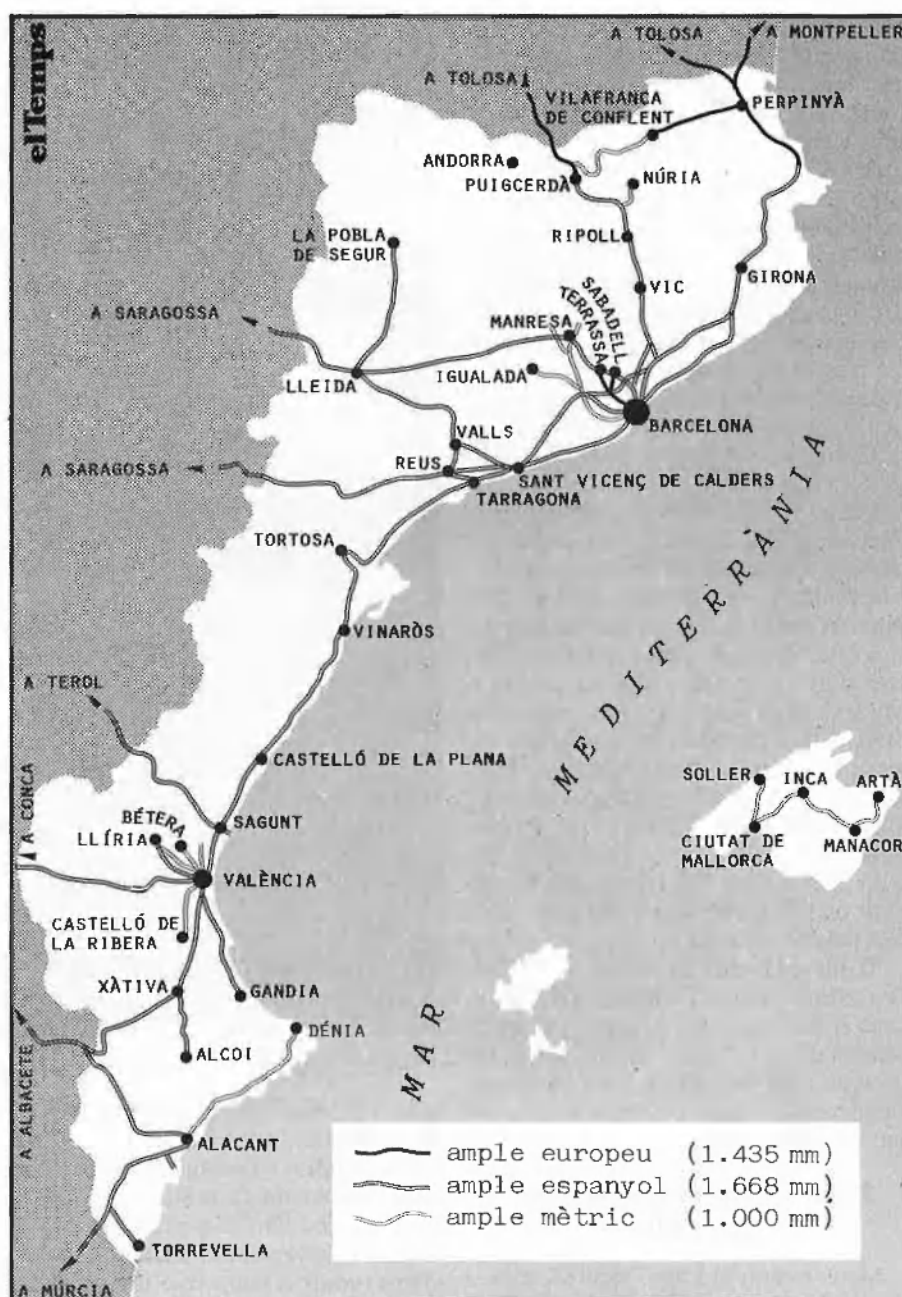 elTemps
A TOLOSA
A MONTPELLER
A TOLOSA
VILAFRANCA
DE CONFLENT
PERPINYÀ
ANDORRA
PUIGCERDÀ
NÚRIA
LA POBLA
DE SEGUR
RIPOLL
GIRONA
VIC
A SARAGOSSA
MANRESA
SABADELL
TERRASSA
LLEIDA
IGUALADA
BARCELONA
VALLS
A SARAGOSSA
REUS
SANT VICENÇ DE CALDERS
TARRAGONA
TORTOSA
VINARÒS
MAR MEDITERRÀNIA
A TEROL
CASTELLÓ DE LA PLANA
SOLLER
INCA
ARTÀ
A CONCA
BÉTERA
SAGUNT
LLÍRIA
CIUTAT DE
MALLORCA
MANACOR
VALÈNCIA
CASTELLÓ DE
LA RIBERA
XÀTIVA
GANDIA
DÉNIA
A ALBACETE
ALCOI
ALACANT
ample europeu (1.435 mm)
ample espanyol (1.668 mm)
ample mètric (1.000 mm)
TORREVELLA
A MÚRCIA